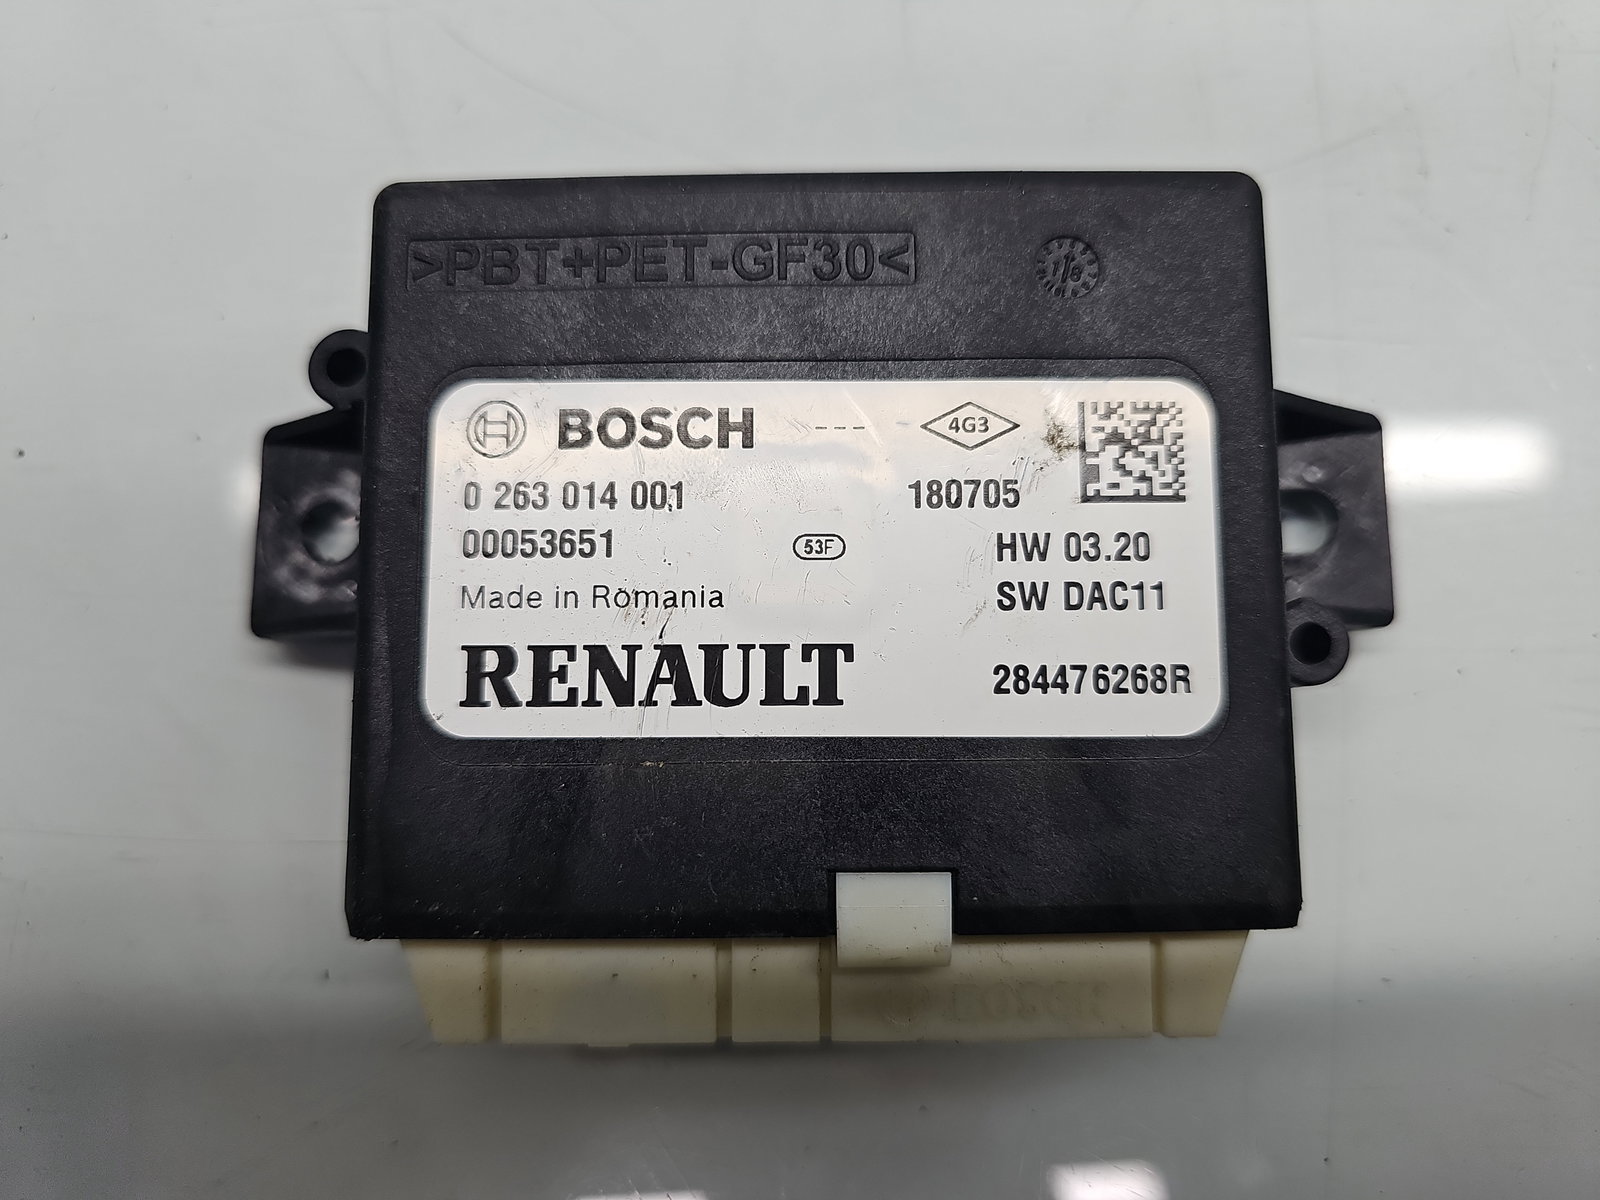 >PBT+PET-GF30<
BOSCH --- 4G3
0 263 014 001 180705
00053651 53F HW 03.20
Made in Romania SW DAC11
RENAULT 284476268R